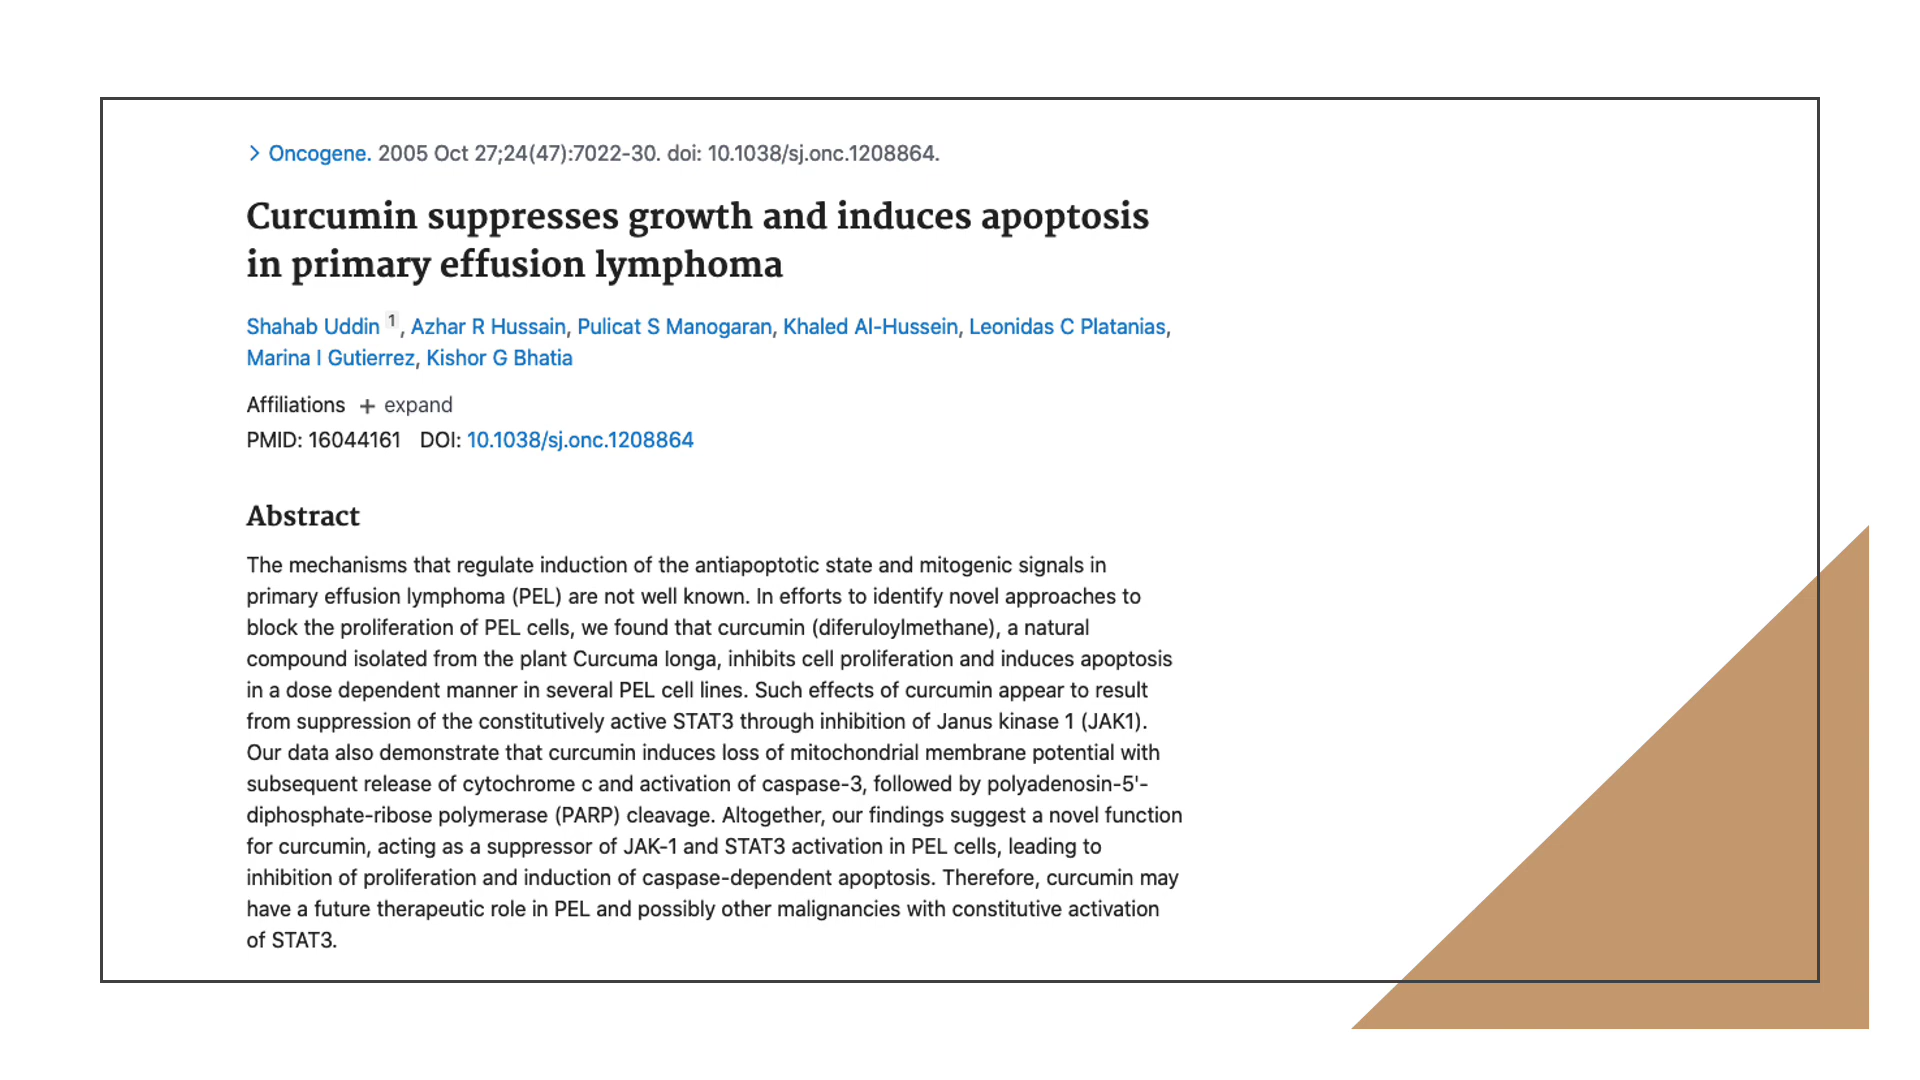 > Oncogene. 2005 Oct 27;24(47):7022-30. doi: 10.1038/sj.onc.1208864.
Curcumin suppresses growth and induces apoptosis
in primary effusion lymphoma
Shahab Uddin 1, Azhar R Hussain, Pulicat S Manogaran, Khaled Al-Hussein, Leonidas C Platanias,
Marina I Gutierrez, Kishor G Bhatia
Affiliations + expand
PMID: 16044161 DOI: 10.1038/sj.onc.1208864
Abstract
The mechanisms that regulate induction of the antiapoptotic state and mitogenic signals in
primary effusion lymphoma (PEL) are not well known. In efforts to identify novel approaches to
block the proliferation of PEL cells, we found that curcumin (diferuloylmethane), a natural
compound isolated from the plant Curcuma longa, inhibits cell proliferation and induces apoptosis
in a dose dependent manner in several PEL cell lines. Such effects of curcumin appear to result
from suppression of the constitutively active STAT3 through inhibition of Janus kinase 1 (JAK1).
Our data also demonstrate that curcumin induces loss of mitochondrial membrane potential with
subsequent release of cytochrome c and activation of caspase-3, followed by polyadenosin-5'-
diphosphate-ribose polymerase (PARP) cleavage. Altogether, our findings suggest a novel function
for curcumin, acting as a suppressor of JAK-1 and STAT3 activation in PEL cells, leading to
inhibition of proliferation and induction of caspase-dependent apoptosis. Therefore, curcumin may
have a future therapeutic role in PEL and possibly other malignancies with constitutive activation
of STAT3.